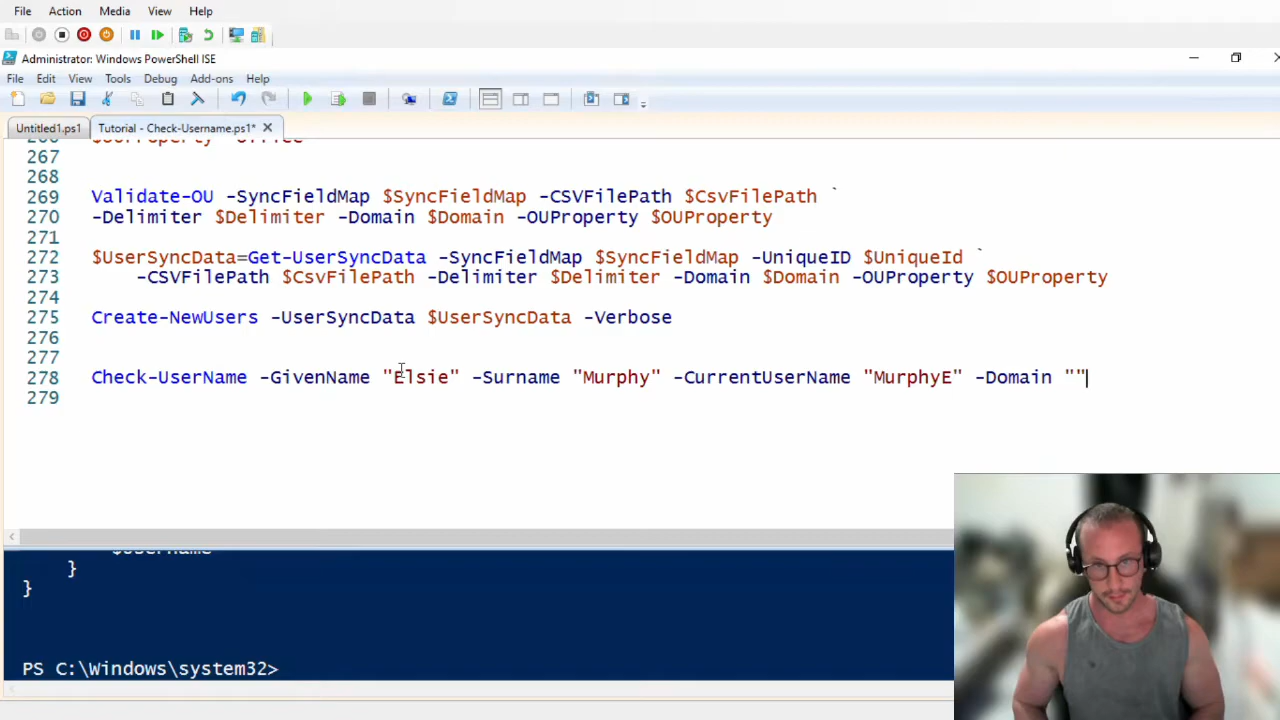 File Action Media View Help
Administrator: Windows PowerShell ISE
File Edit View Tools Debug Add-ons Help
Untitled1.ps1 Tutorial - Check-Username.ps1*
267
268
269 Validate-OU -SyncFieldMap $SyncFieldMap -CSVFilePath $CsvFilePath `
270 -Delimiter $Delimiter -Domain $Domain -OUProperty $OUProperty
271
272 $UserSyncData=Get-UserSyncData -SyncFieldMap $SyncFieldMap -UniqueID $UniqueId `
273 -CSVFilePath $CsvFilePath -Delimiter $Delimiter -Domain $Domain -OUProperty $OUProperty
274
275 Create-NewUsers -UserSyncData $UserSyncData -Verbose
276
277
278 Check-UserName -GivenName "Elsie" -Surname "Murphy" -CurrentUserName "MurphyE" -Domain ""
279
}
}
PS C:\Windows\system32>